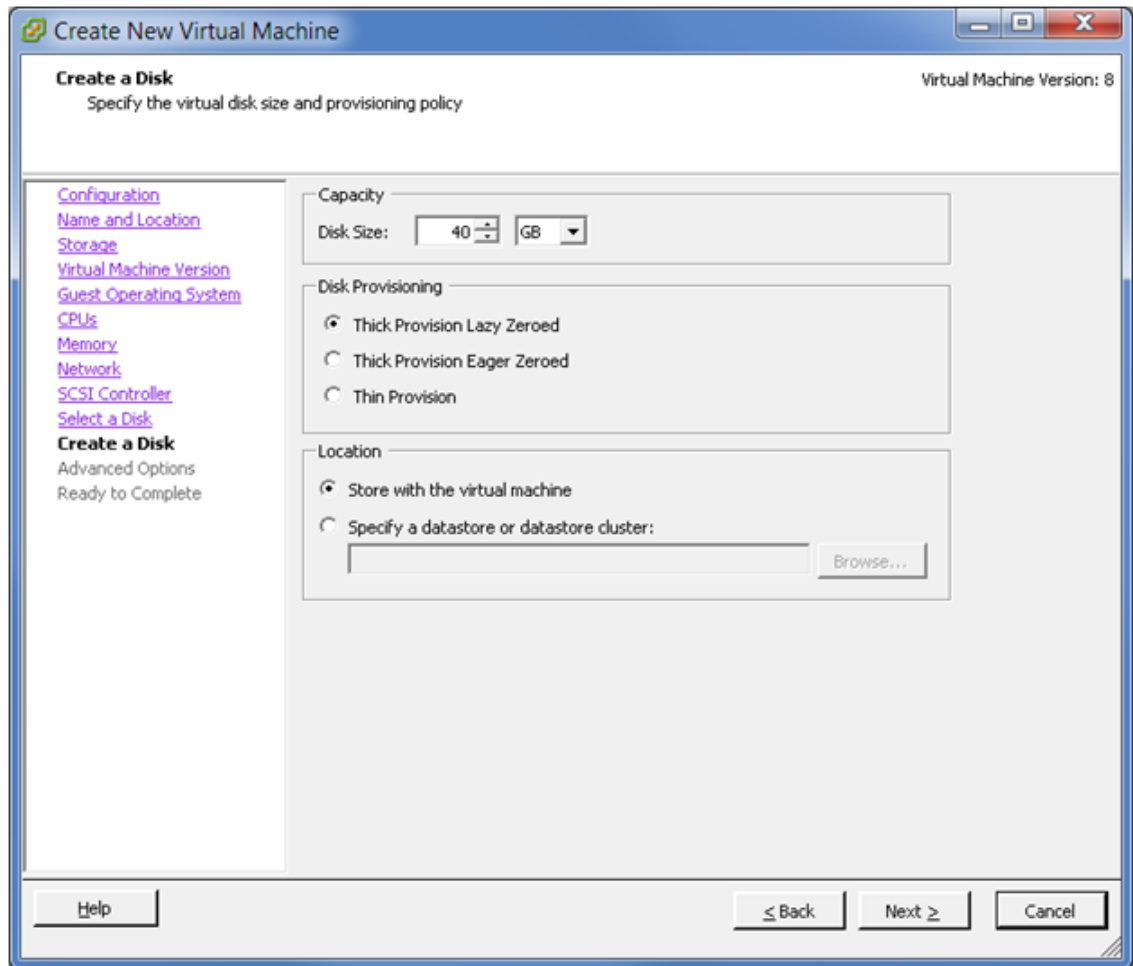 Create New Virtual Machine
Create a Disk
Virtual Machine Version: 8
Specify the virtual disk size and provisioning policy
Configuration
Name and Location
Storage
Virtual Machine Version
Guest Operating System
CPUs
Memory
Network
SCSI Controller
Select a Disk
Create a Disk
Advanced Options
Ready to Complete
Capacity
Disk Size: 40 GB
Disk Provisioning
Thick Provision Lazy Zeroed
Thick Provision Eager Zeroed
Thin Provision
Location
Store with the virtual machine
Specify a datastore or datastore cluster:
Browse...
Help
< Back
Next >
Cancel